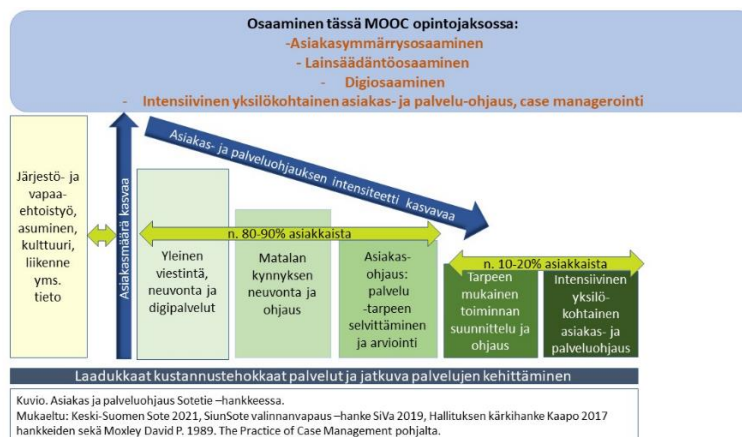 Osaaminen tässä MOOC opintojaksossa:
-Asiakasymmärrysosaaminen
- Lainsäädäntöosaaminen
- Digiosaaminen
- Intensiivinen yksilökohtainen asiakas- ja palvelu-ohjaus, case managerointi
Järjestö- ja
vapaa-
ehtoistyö,
asuminen,
kulttuuri,
liikenne
yms.
tieto
Asiakasmäärä kasvaa
Asiakas- ja palveluohjauksen intensiteetti kasvavaa
n. 80-90% asiakkaista
n. 10-20% asiakkaista
Yleinen
viestintä,
neuvonta ja
digipalvelut
Matalan
kynnyksen
neuvonta ja
ohjaus
Asiakas-
ohjaus:
palvelu
-tarpeen
selvittäminen
ja arviointi
Tarpeen
mukainen
toiminnan
suunnittelu ja
ohjaus
Intensiivinen
yksilö-
kohtainen
asiakas- ja
palveluohjaus
Laadukkaat kustannustehokkaat palvelut ja jatkuva palvelujen kehittäminen
Kuvio. Asiakas ja palveluohjaus Sotetie –hankkeessa.
Mukaeltu: Keski-Suomen Sote 2021, SiunSote valinnanvapaus –hanke SiVa 2019, Hallituksen kärkihanke Kaapo 2017
hankkeiden sekä Moxley David P. 1989. The Practice of Case Management pohjalta.